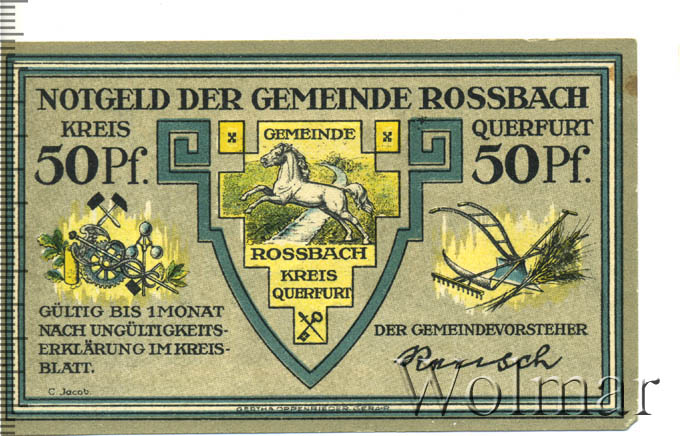 NOTGELD DER GEMEINDE ROSSBACH
KREIS
QUERFURT
50 Pf.
50 Pf.
GEMEINDE
ROSSBACH
KREIS
QUERFURT
GÜLTIG BIS 1 MONAT
NACH UNGÜLTIGKEITS-
ERKLÄRUNG IM KREIS-
BLATT.
DER GEMEINDEVORSTEHER
C. Jacob.
Wolmar